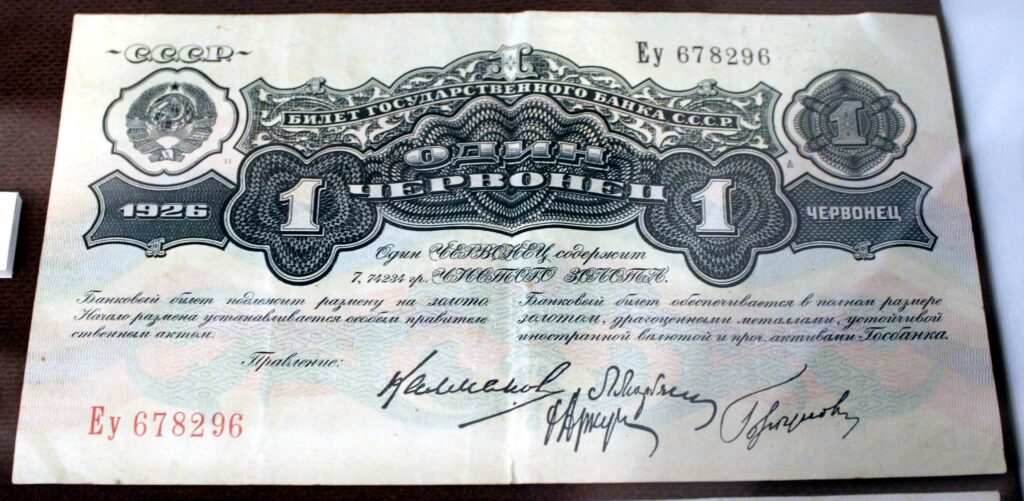 СССР
Еу 678296
БИЛЕТ ГОСУДАРСТВЕННОГО БАНКА СССР
1
ОДИН
ЧЕРВОНЕЦ
1926
1
1
ЧЕРВОНЕЦ
Один ЧЕРВОНЕЦ содержит
7,74234 гр. ЧИСТОГО ЗОЛОТА.
Банковый билет подлежит размену на золото.
Начало размена устанавливается особым правитель
ственным актом.
Банковый билет обеспечивается в полном размере
золотом, драгоценными металлами, устойчивой
иностранной валютой и проч. активами Госбанка.
Правление:
Еу 678296